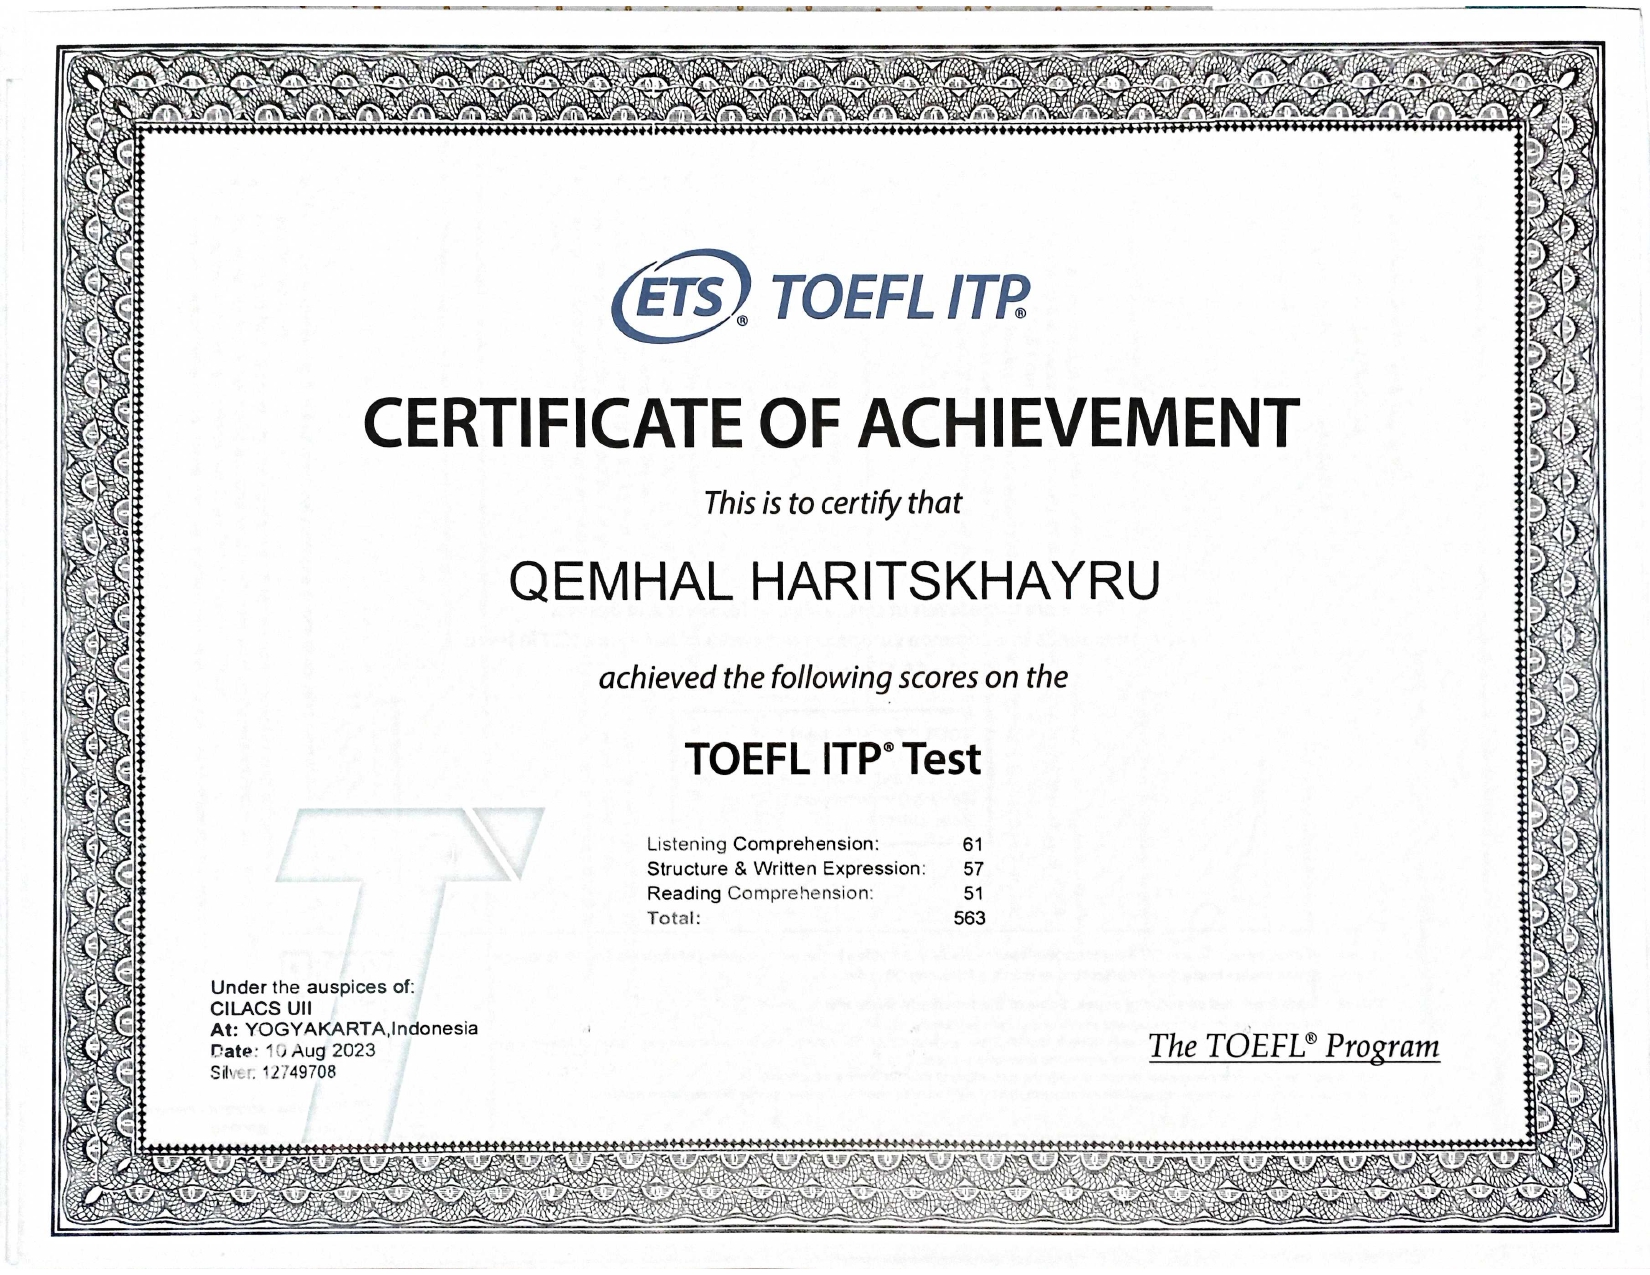 ETS® TOEFL ITP®
CERTIFICATE OF ACHIEVEMENT
This is to certify that
QEMHAL HARITSKHAYRU
achieved the following scores on the
TOEFL ITP® Test
Listening Comprehension: 61
Structure & Written Expression: 57
Reading Comprehension: 51
Total: 563
Under the auspices of:
CILACS UII
At: YOGYAKARTA,Indonesia
Date: 10 Aug 2023
Silver: 12749708
The TOEFL® Program